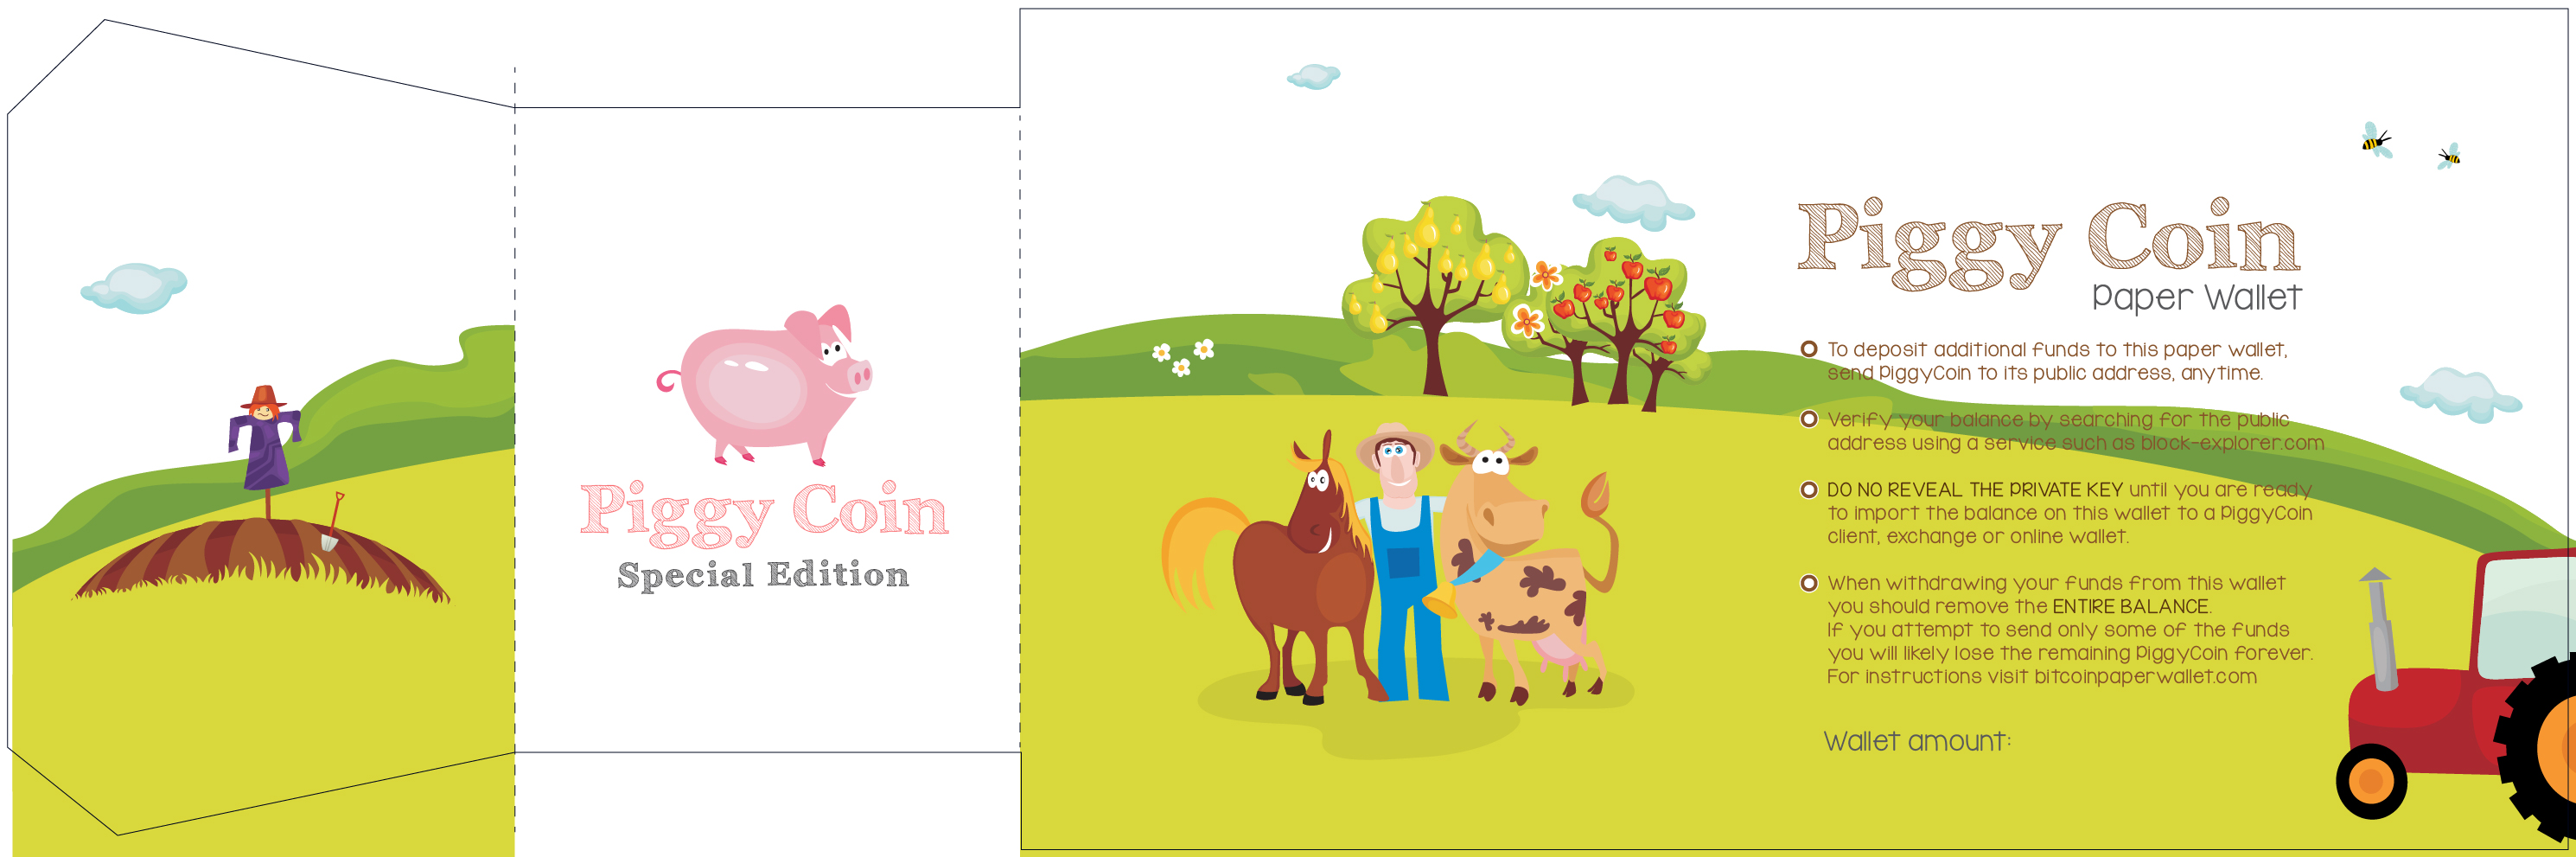 Piggy Coin
Special Edition
Piggy Coin
paper Wallet
To deposit additional funds to this paper wallet,
send PiggyCoin to its public address, anytime.
Verify your balance by searching for the public
address using a service such as block-explorer.com
DO NO REVEAL THE PRIVATE KEY until you are ready
to import the balance on this wallet to a PiggyCoin
client, exchange or online wallet.
When withdrawing your funds from this wallet
you should remove the ENTIRE BALANCE.
If you attempt to send only some of the funds
you will likely lose the remaining PiggyCoin forever.
For instructions visit bitcoinpaperwallet.com
Wallet amount: